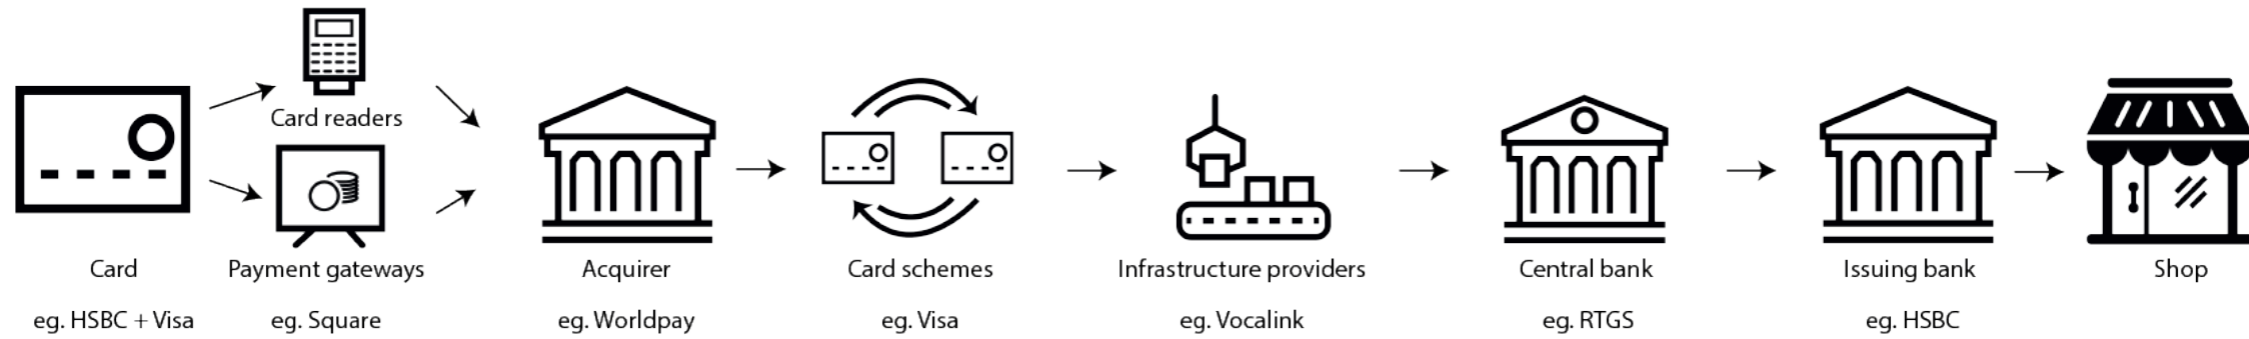 Card readers
Card
Payment gateways
Acquirer
Card schemes
Infrastructure providers
Central bank
Issuing bank
Shop
eg. HSBC + Visa
eg. Square
eg. Worldpay
eg. Visa
eg. Vocalink
eg. RTGS
eg. HSBC